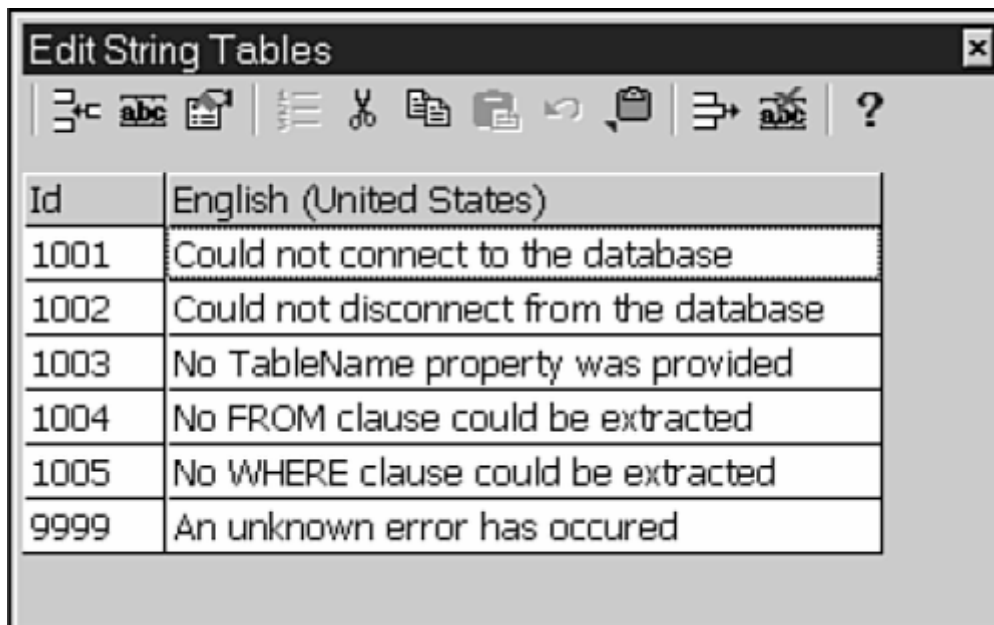 Edit String Tables
abc abc ?
Id English (United States)
1001 Could not connect to the database
1002 Could not disconnect from the database
1003 No TableName property was provided
1004 No FROM clause could be extracted
1005 No WHERE clause could be extracted
9999 An unknown error has occured